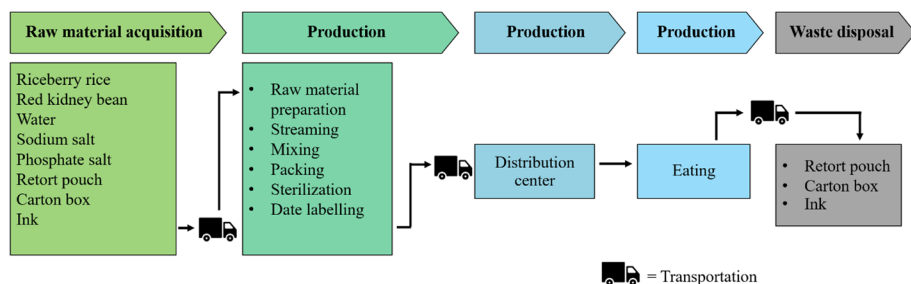 Raw material acquisition
Production
Production
Production
Waste disposal
Riceberry rice
Red kidney bean
Water
Sodium salt
Phosphate salt
Retort pouch
Carton box
Ink
• Raw material
preparation
• Streaming
• Mixing
• Packing
• Sterilization
• Date labelling
Distribution
center
Eating
• Retort pouch
• Carton box
• Ink
= Transportation